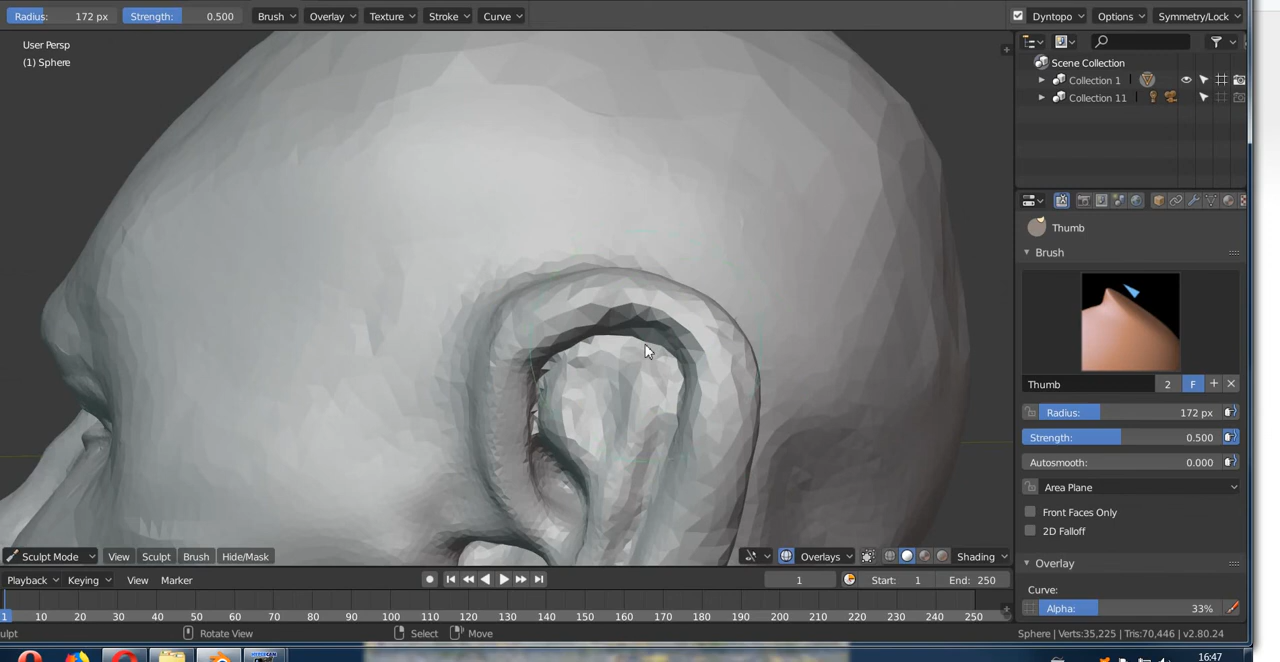 Radius: 172 px Strength: 0.500 Brush Overlay Texture Stroke Curve Dyntopo Options Symmetry/Lock
User Persp
(1) Sphere
Scene Collection
Collection 1
Collection 11
Thumb
Brush
Thumb 2 F
Radius: 172 px
Strength: 0.500
Autosmooth: 0.000
Area Plane
Front Faces Only
2D Falloff
Overlay
Curve:
Alpha: 33%
Sculpt Mode View Sculpt Brush Hide/Mask Overlays Shading
Playback Keying View Marker 1 Start: 1 End: 250
1 10 20 30 40 50 60 70 80 90 100 110 120 130 140 150 160 170 180 190 200 210 220 230 240 250
ulpt Rotate View Select Move Sphere | Verts:35,225 | Tris:70,446 | v2.80.24
16:47